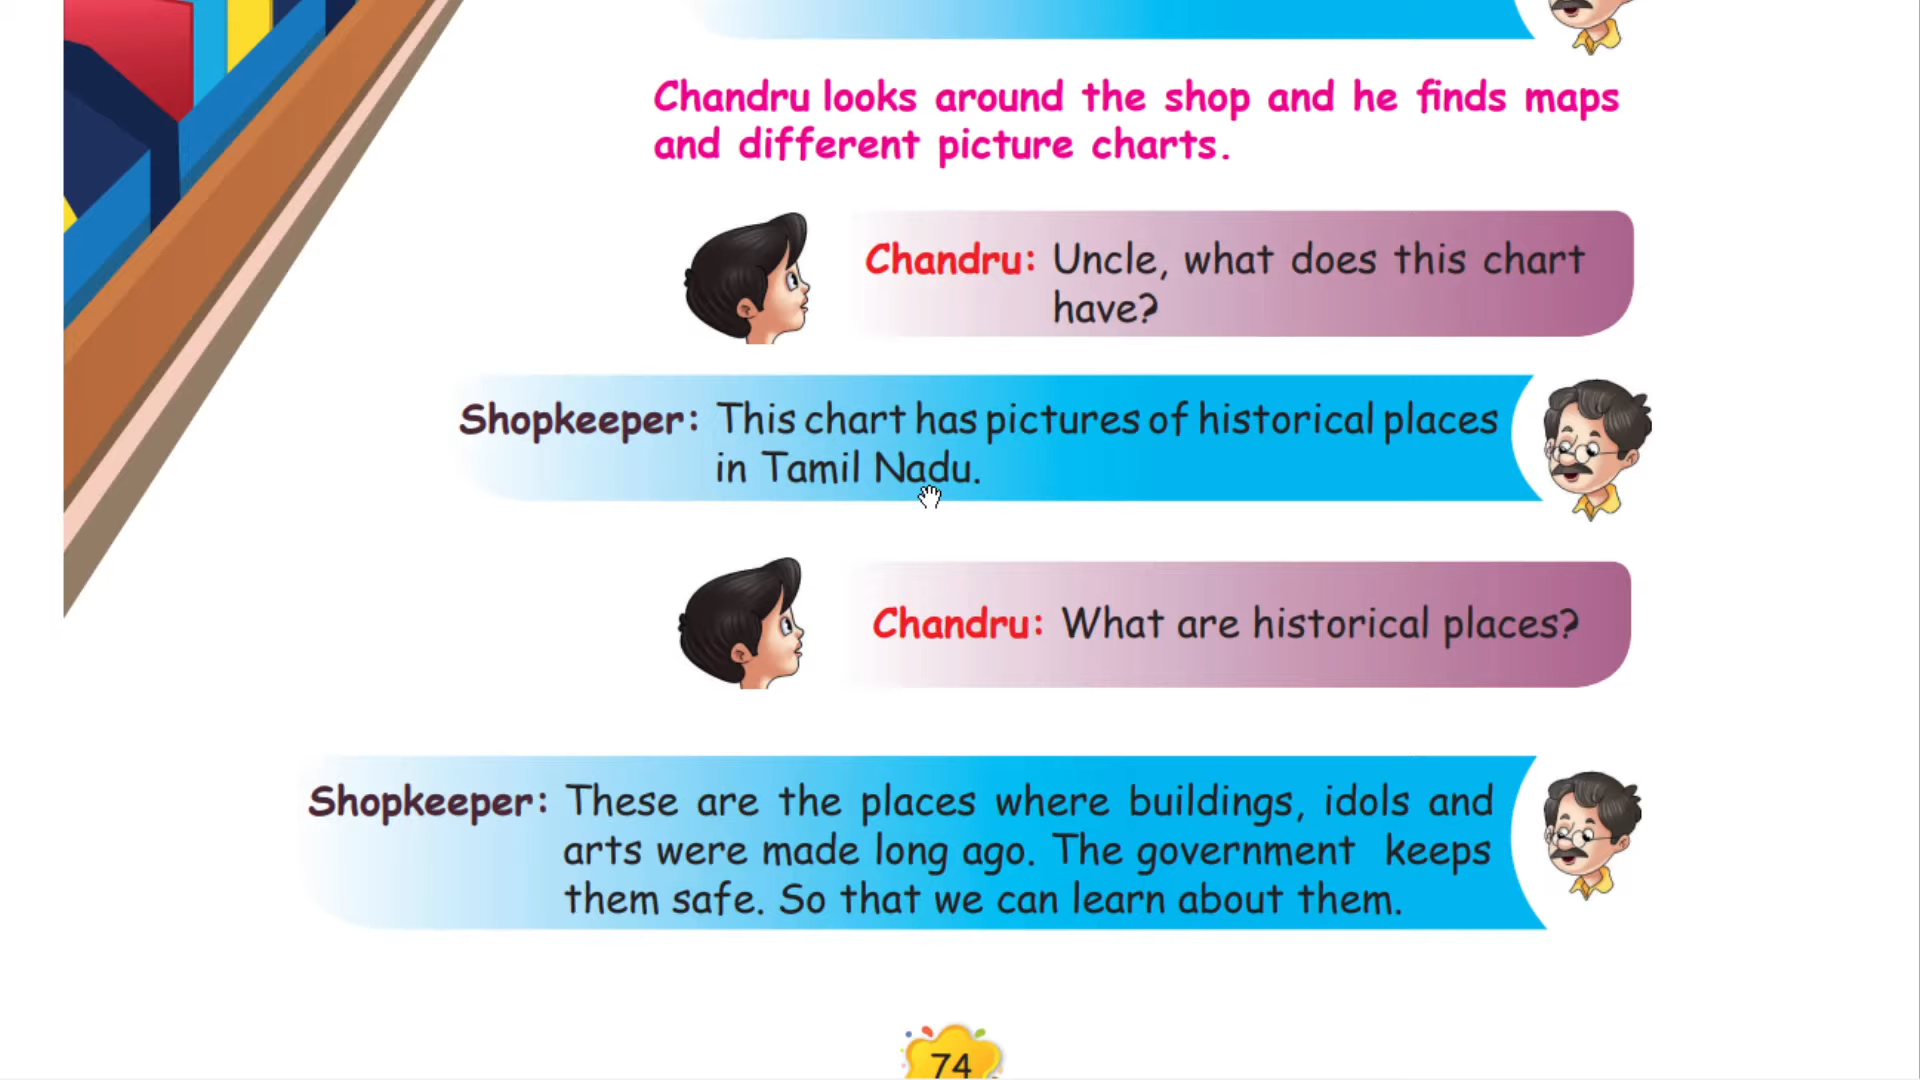 Chandru looks around the shop and he finds maps
and different picture charts.
Chandru: Uncle, what does this chart
have?
Shopkeeper: This chart has pictures of historical places
in Tamil Nadu.
Chandru: What are historical places?
Shopkeeper: These are the places where buildings, idols and
arts were made long ago. The government keeps
them safe. So that we can learn about them.
74